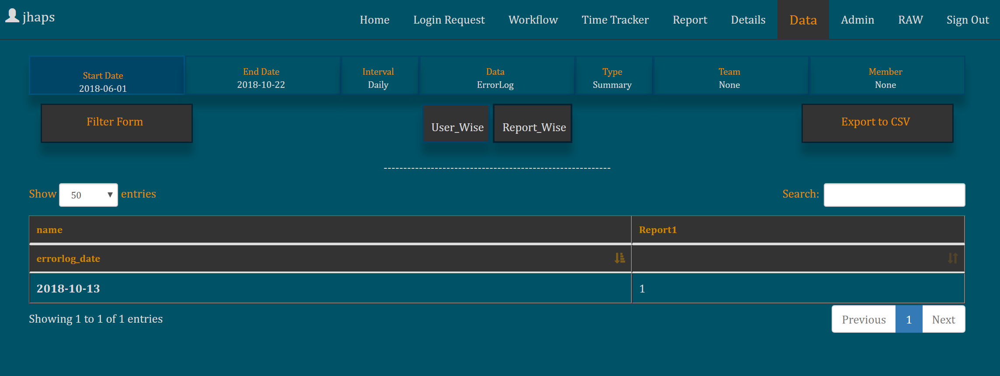 jhaps
Home Login Request Workflow Time Tracker Report Details Data Admin RAW Sign Out
Start Date End Date Interval Data Type Team Member
2018-06-01 2018-10-22 Daily ErrorLog Summary None None
Filter Form User_Wise Report_Wise Export to CSV
----------------------------------------------------------
Show 50 entries Search:
name Report1
errorlog_date
2018-10-13 1
Showing 1 to 1 of 1 entries Previous 1 Next